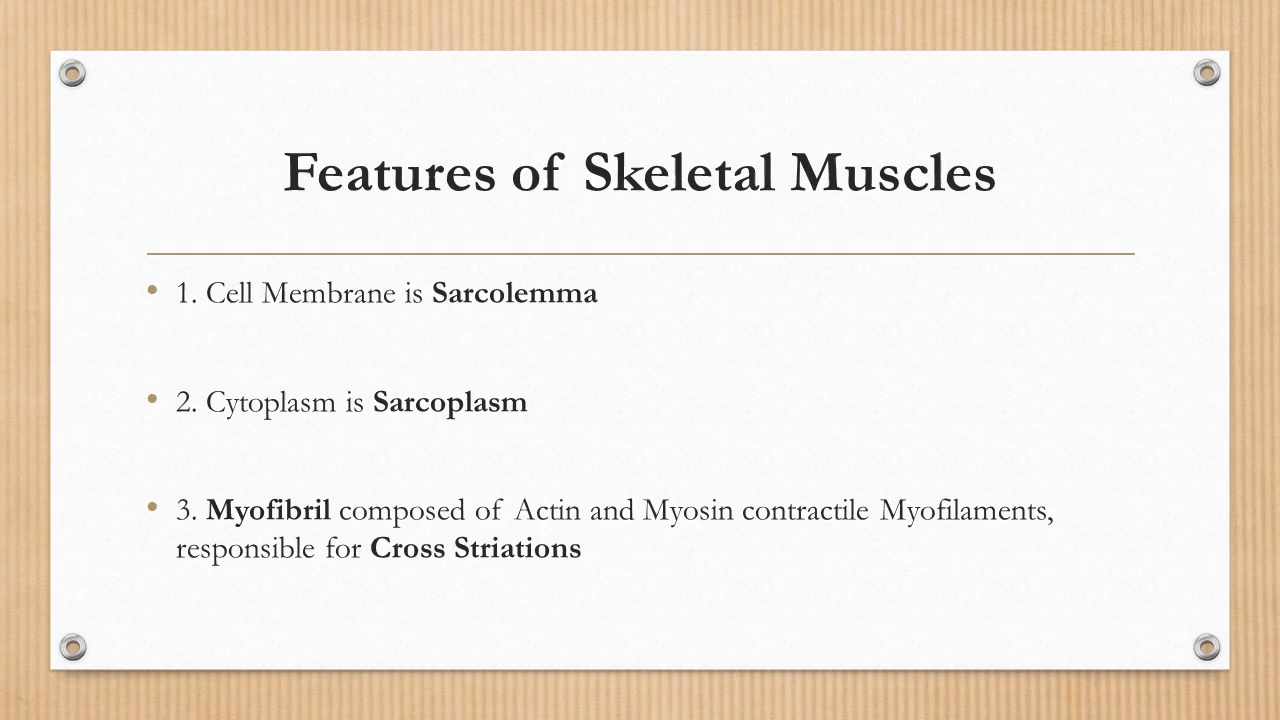 Features of Skeletal Muscles
• 1. Cell Membrane is Sarcolemma
• 2. Cytoplasm is Sarcoplasm
• 3. Myofibril composed of Actin and Myosin contractile Myofilaments,
responsible for Cross Striations